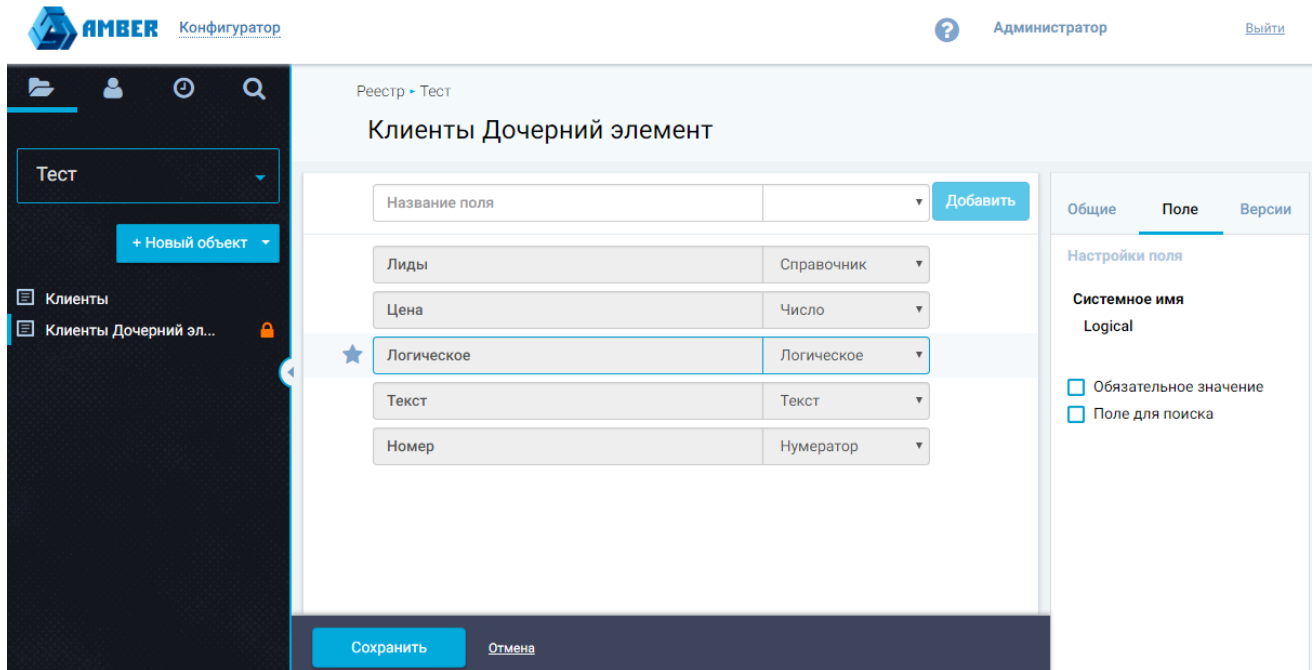 AMBER Конфигуратор ? Администратор Выйти
Реестр ▸ Тест
Клиенты Дочерний элемент
Тест
+ Новый объект
Клиенты
Клиенты Дочерний эл...
Название поля Добавить
Лиды Справочник
Цена Число
Логическое Логическое
Текст Текст
Номер Нумератор
Общие Поле Версии
Настройки поля
Системное имя
Logical
Обязательное значение
Поле для поиска
Сохранить Отмена